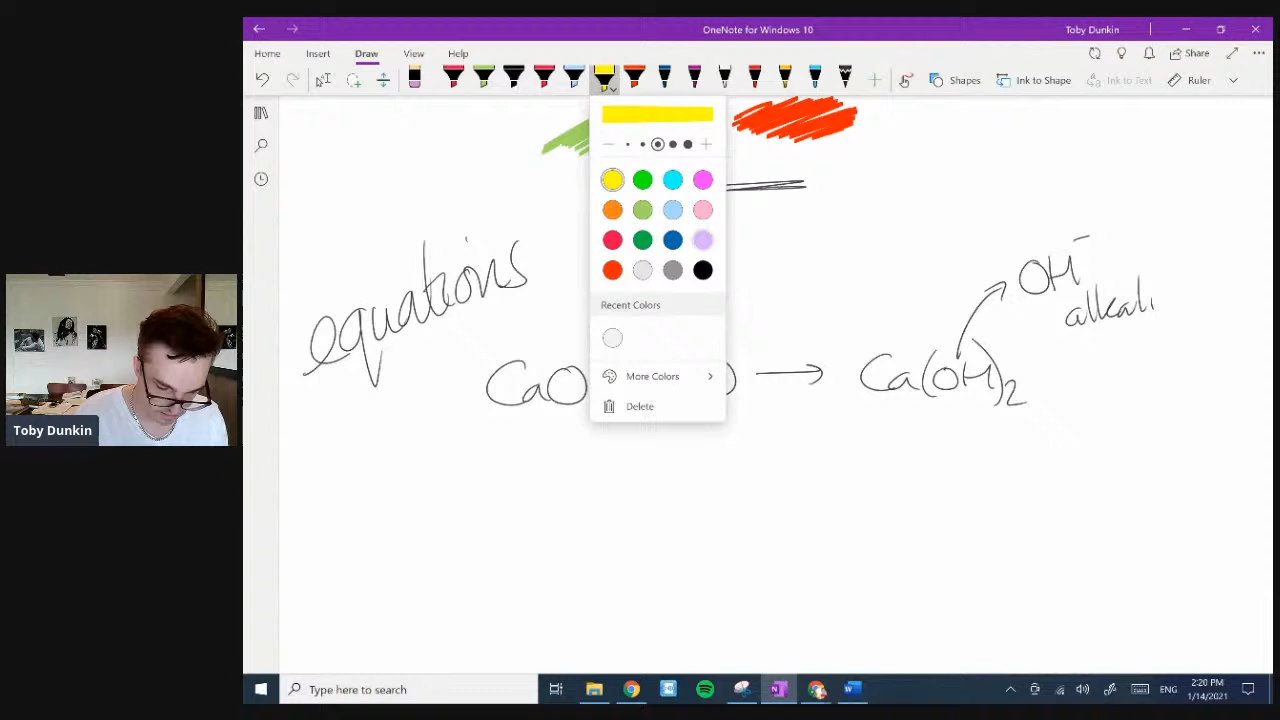 OneNote for Windows 10
Toby Dunkin
Home Insert Draw View Help
Share
Shapes
Ink to Shape
Ink to Text
Ruler
equations
Recent Colors
More Colors
Delete
CaO
→ Ca(OH)2
OH-
alkali
Toby Dunkin
Type here to search
ENG
2:20 PM
1/14/2021